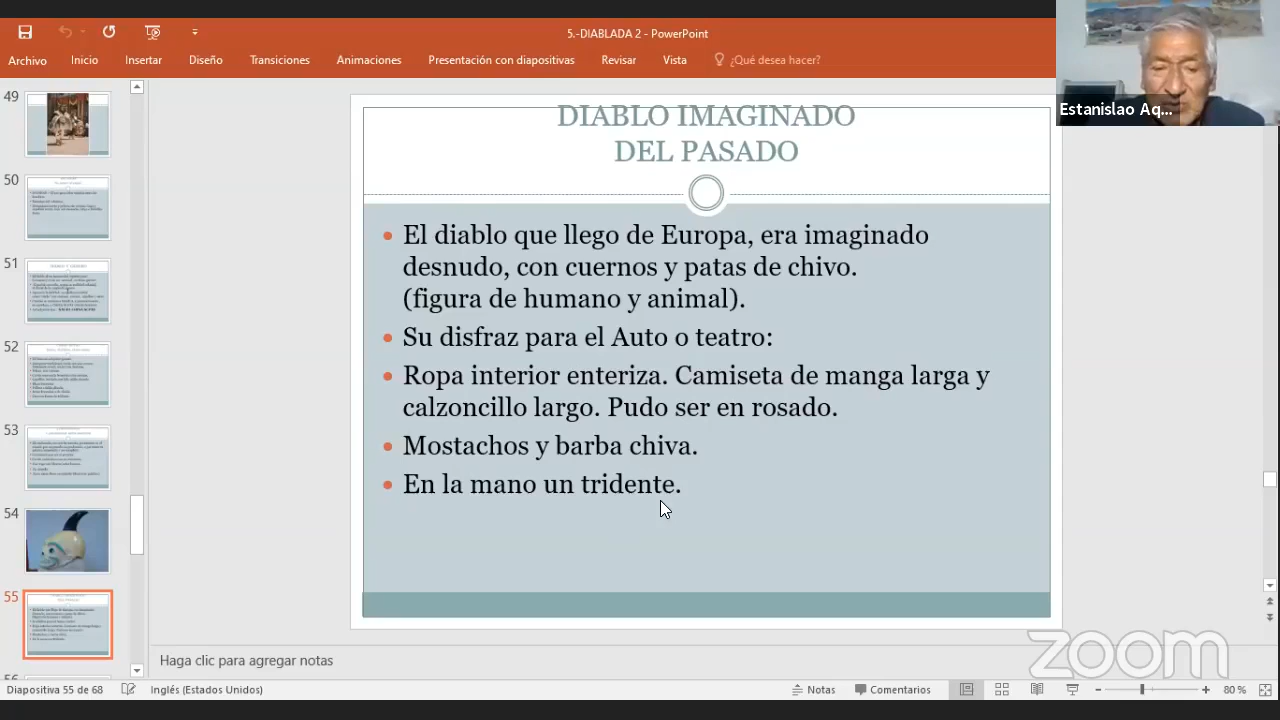 5.-DIABLADA 2 - PowerPoint
Archivo
Inicio
Insertar
Diseño
Transiciones
Animaciones
Presentación con diapositivas
Revisar
Vista
¿Qué desea hacer?
Estanislao Aq...
49
50
51
52
53
54
55
DIABLO IMAGINADO
DEL PASADO
El diablo que llego de Europa, era imaginado
desnudo, con cuernos y patas de chivo.
(figura de humano y animal).
Su disfraz para el Auto o teatro:
Ropa interior enteriza. Camiseta de manga larga y
calzoncillo largo. Pudo ser en rosado.
Mostachos y barba chiva.
En la mano un tridente.
Haga clic para agregar notas
zoom
Diapositiva 55 de 68
Inglés (Estados Unidos)
Notas
Comentarios
80 %